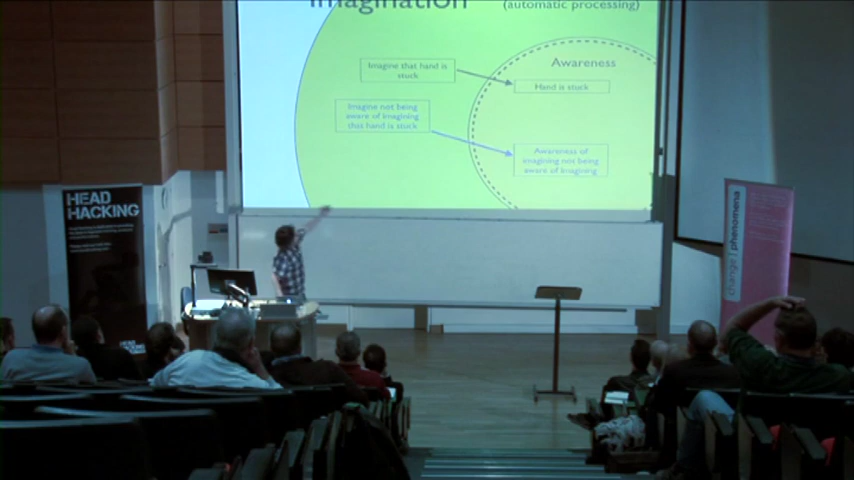 Imagination
(automatic processing)
Awareness
Imagine that hand is
stuck
Hand is stuck
Imagine not being
aware of imagining
that hand is stuck
Awareness of
imagining not being
aware of imagining
HEAD
HACKING
change | phenomena